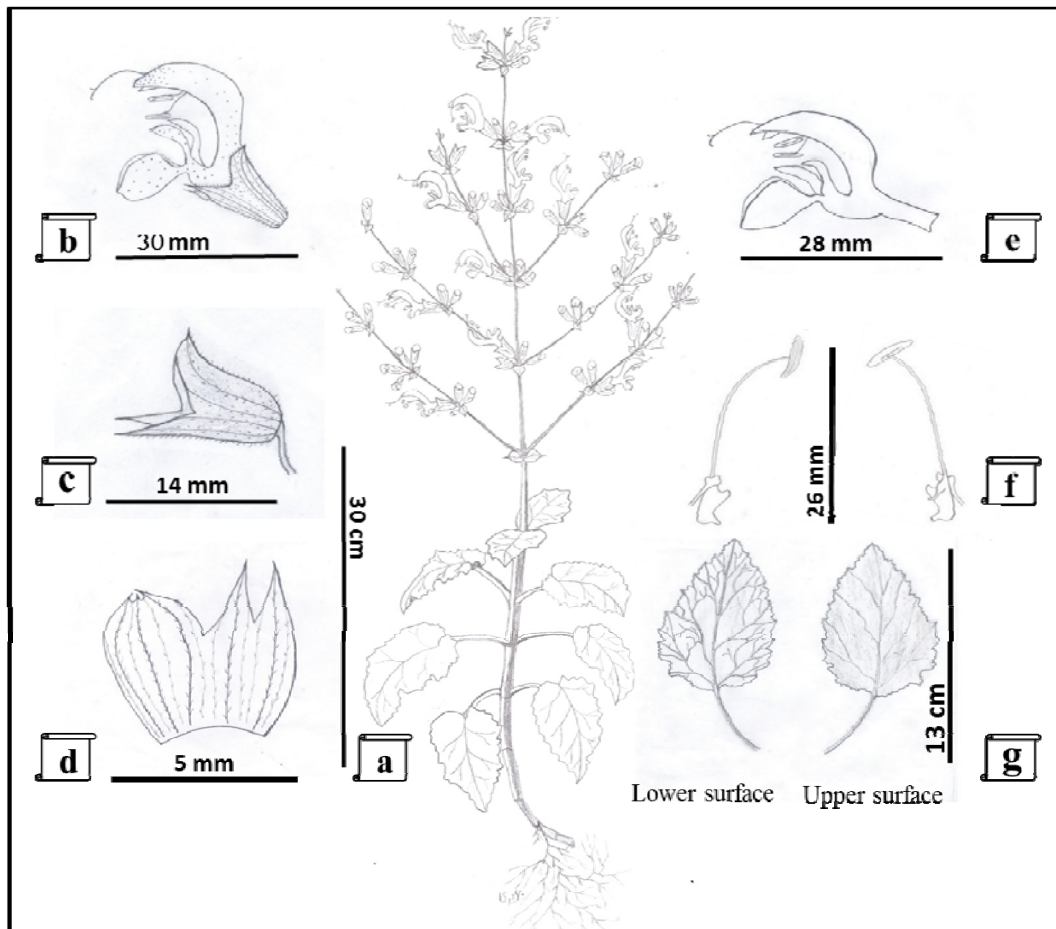 b
30 mm
c
14 mm
d
5 mm
30 cm
a
28 mm
e
26 mm
f
13 cm
g
Lower surface
Upper surface